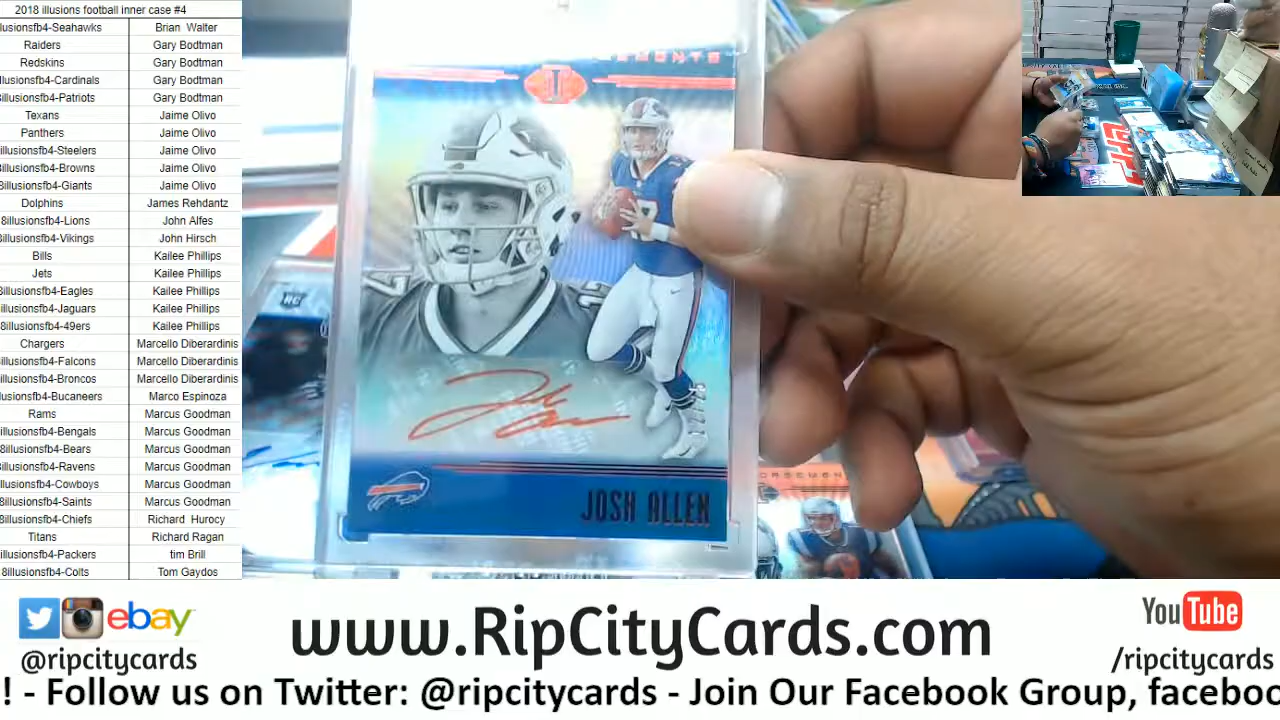 2018 illusions football inner case #4
lusionsfb4-Seahawks Brian Walter
Raiders Gary Bodtman
Redskins Gary Bodtman
illusionsfb4-Cardinals Gary Bodtman
illusionsfb4-Patriots Gary Bodtman
Texans Jaime Olivo
Panthers Jaime Olivo
illusionsfb4-Steelers Jaime Olivo
illusionsfb4-Browns Jaime Olivo
8illusionsfb4-Giants Jaime Olivo
Dolphins James Rehdantz
8illusionsfb4-Lions John Alfes
8illusionsfb4-Vikings John Hirsch
Bills Kailee Phillips
Jets Kailee Phillips
8illusionsfb4-Eagles Kailee Phillips
illusionsfb4-Jaguars Kailee Phillips
8illusionsfb4-49ers Kailee Phillips
Chargers Marcello Diberardinis
illusionsfb4-Falcons Marcello Diberardinis
illusionsfb4-Broncos Marcello Diberardinis
usionsfb4-Bucaneers Marco Espinoza
Rams Marcus Goodman
illusionsfb4-Bengals Marcus Goodman
8illusionsfb4-Bears Marcus Goodman
illusionsfb4-Ravens Marcus Goodman
llusionsfb4-Cowboys Marcus Goodman
8illusionsfb4-Saints Marcus Goodman
illusionsfb4-Chiefs Richard Hurocy
Titans Richard Ragan
illusionsfb4-Packers tim Brill
8illusionsfb4-Colts Tom Gaydos
JOSH ALLEN
ebay
@ripcitycards
www.RipCityCards.com
YouTube
/ripcitycards
! - Follow us on Twitter: @ripcitycards - Join Our Facebook Group, faceboo